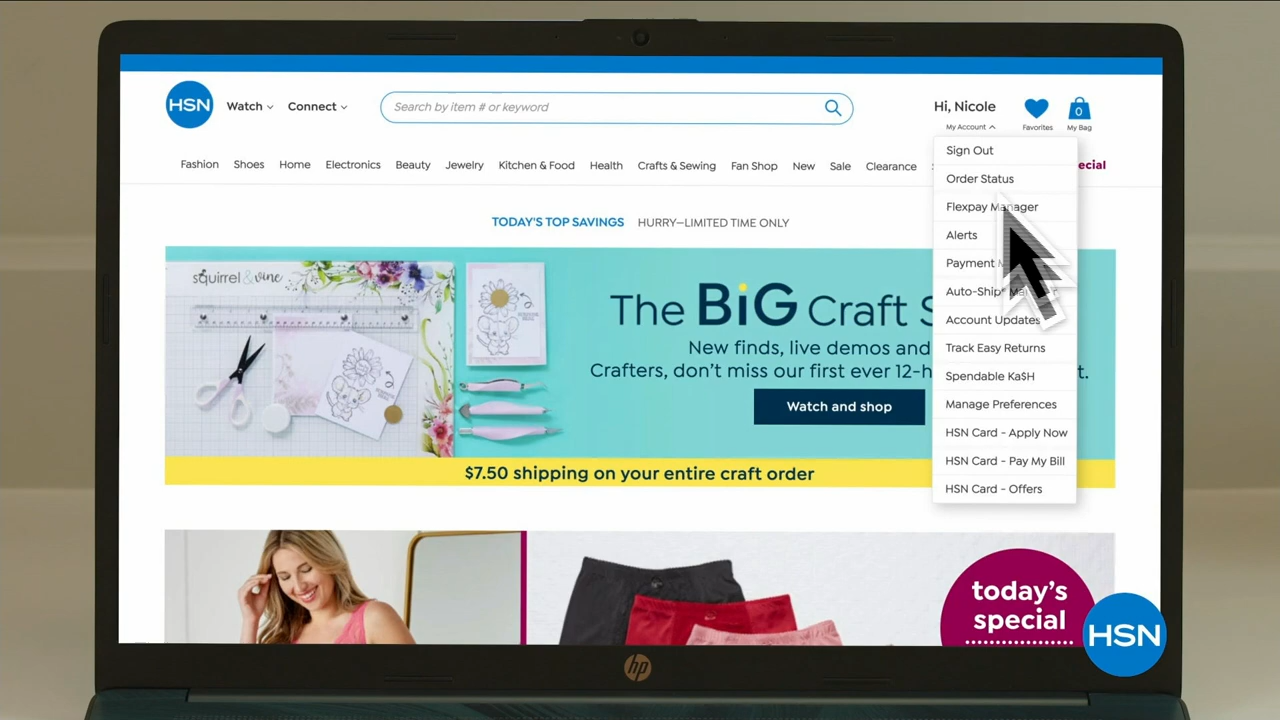 HSN
Watch
Connect
Search by item # or keyword
Hi, Nicole
My Account
Favorites
0
My Bag
Fashion Shoes Home Electronics Beauty Jewelry Kitchen & Food Health Crafts & Sewing Fan Shop New Sale Clearance
Sign Out
Order Status
Flexpay Manager
Alerts
Payment
Account Updates
Track Easy Returns
Spendable Ka$H
Manage Preferences
HSN Card - Apply Now
HSN Card - Pay My Bill
HSN Card - Offers
TODAY'S TOP SAVINGS HURRY—LIMITED TIME ONLY
squirrel & vine
The BiG Craft
New finds, live demos and
Crafters, don't miss our first ever
Watch and shop
$7.50 shipping on your entire craft order
today's
special
HSN
hp